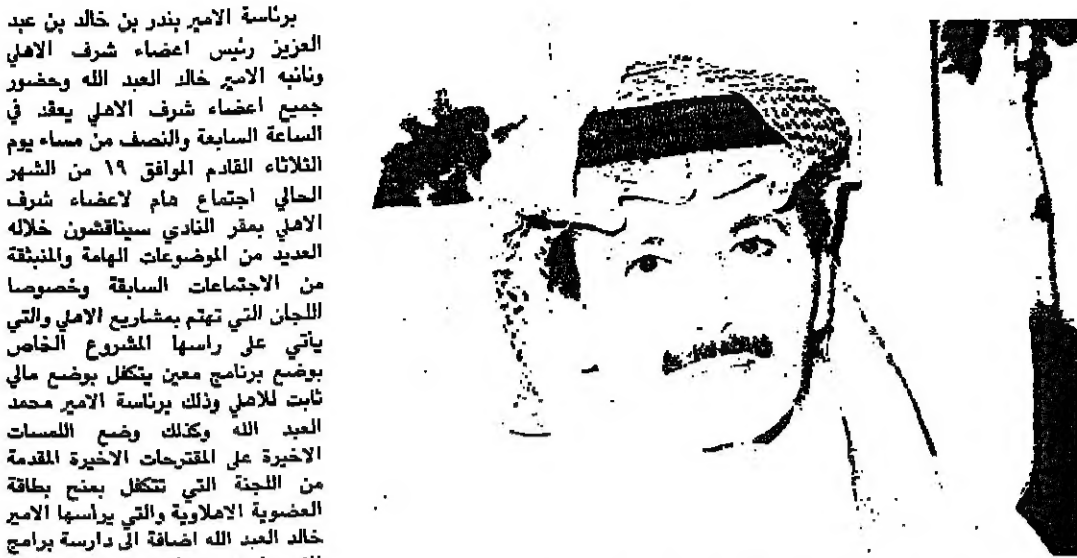 برئاسة الامير بندر بن خالد بن عبد
العزيز رئيس اعضاء شرف الاهلي
ونائبه الامير خالد العبد الله وحضور
جميع اعضاء شرف الاهلي يعقد في
الساعة السابعة والنصف من مساء يوم
الثلاثاء القادم الموافق ١٩ من الشهر
الحالي اجتماع هام لاعضاء شرف
الاهلي بمقر النادي سيناقشون خلاله
العديد من الموضوعات الهامة والمنبثقة
من الاجتماعات السابقة وخصوصا
اللجان التي تهتم بمشاريع الاهلي والتي
يأتي على راسها المشروع الخاص
بوضع برنامج معين يتكفل بوضع مالي
ثابت للاهلي وذلك برئاسة الامير محمد
العبد الله وكذلك وضع اللمسات
الاخيرة على المقترحات الاخيرة المقدمة
من اللجنة التي تتكفل بمنح بطاقة
العضوية الاهلاوية والتي يراسها الامير
خالد العبد الله اضافة الى دارسة برامج